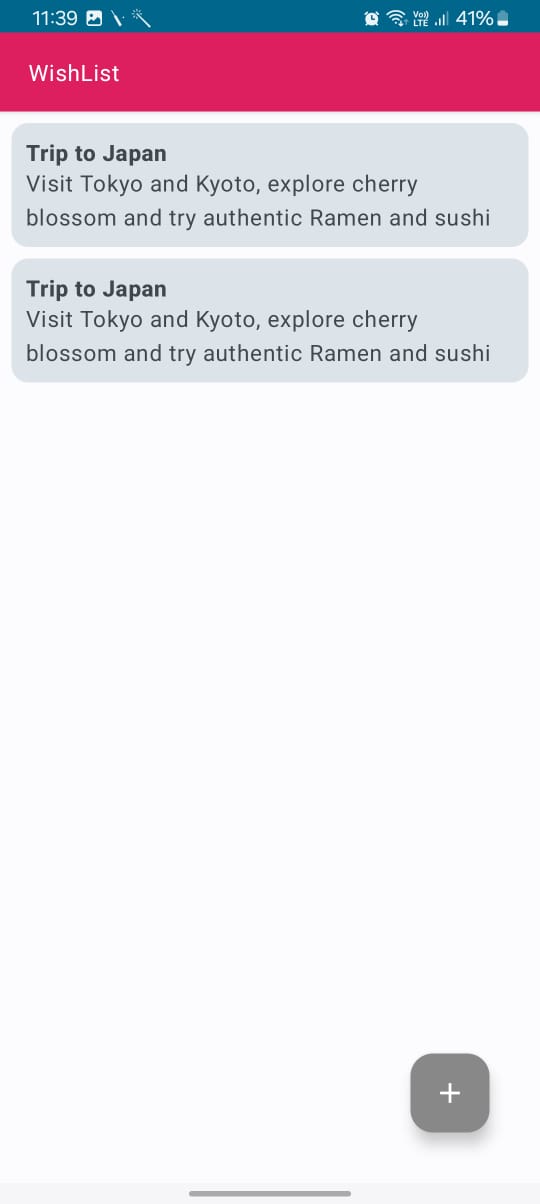 11:39 Vo)) LTE 41%
WishList
Trip to Japan
Visit Tokyo and Kyoto, explore cherry
blossom and try authentic Ramen and sushi
Trip to Japan
Visit Tokyo and Kyoto, explore cherry
blossom and try authentic Ramen and sushi
+